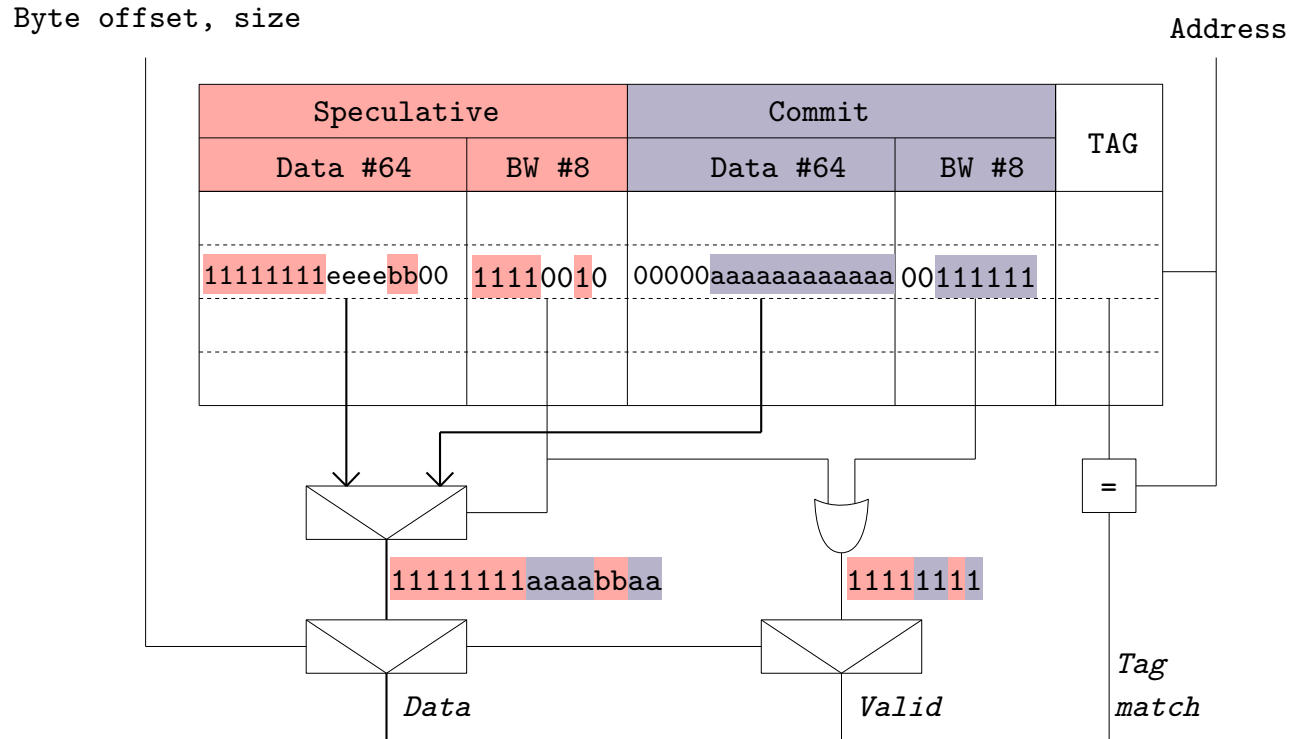 Byte offset, size
Address
Speculative
Commit
TAG
Data #64
BW #8
Data #64
BW #8
11111111eeeebb00
11110010
00000aaaaaaaaaaaa
00111111
=
11111111aaaabbaa
11111111
Tag
match
Data
Valid